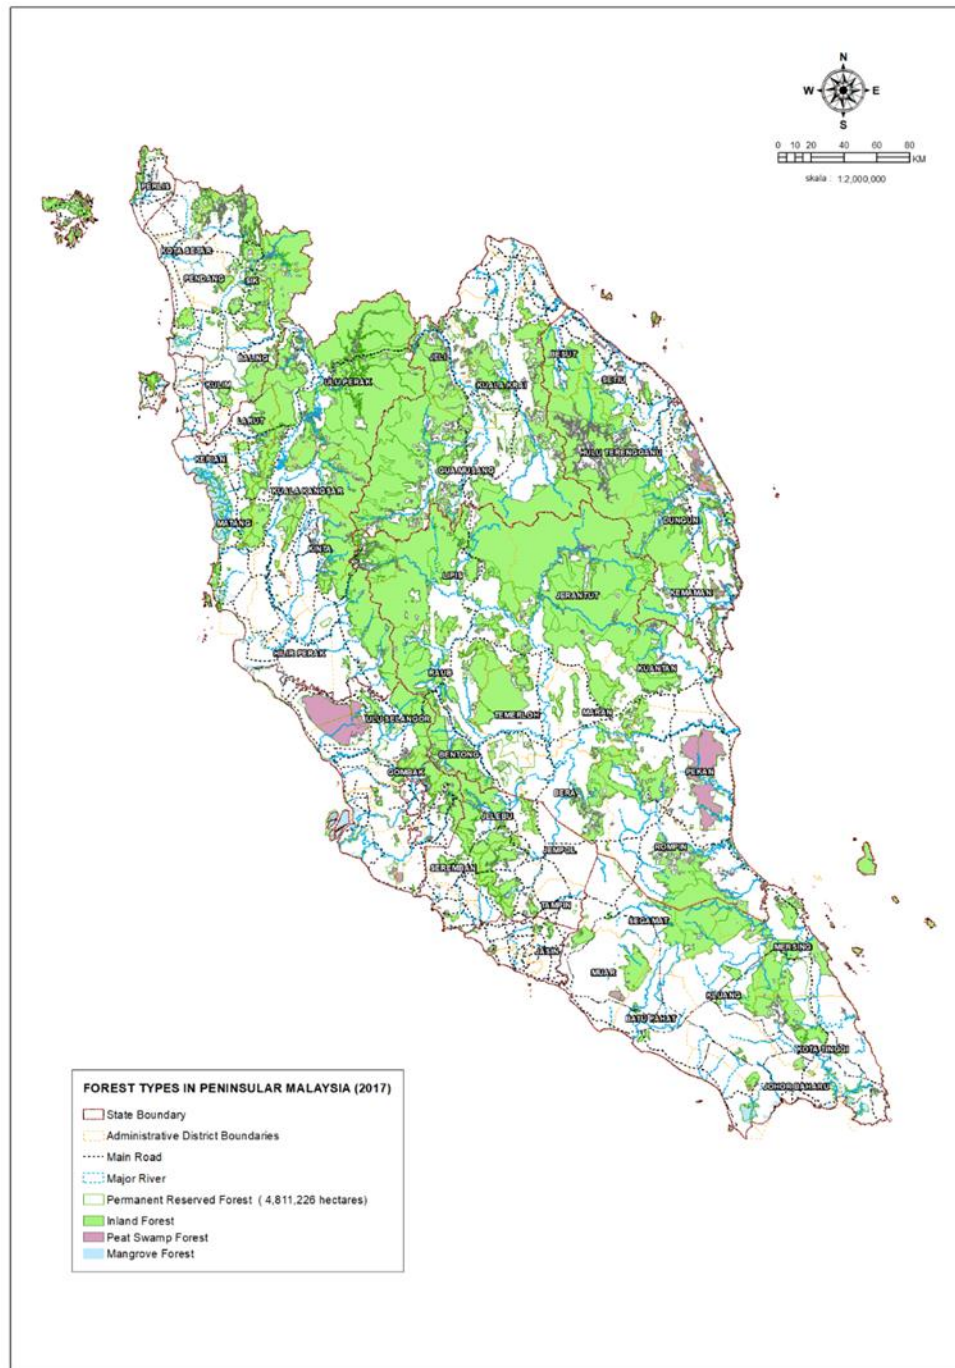 N
W E
S
0 10 20 40 60 80
KM
skala : 1:2,000,000
PERLIS
KOTA SETAR
PENDANG
SIK
BALING
KULIM
ULU PERAK
JELI
KUALA KRAI
BESUT
SETIU
LARUT
KERIAN
HULU TERENGGANU
GUA MUSANG
KUALA KANGSAR
MATANG
DUNGUN
KINTA
LIPIS
JERANTUT
KEMAMAN
HILIR PERAK
RAUB
KUANTAN
ULU SELANGOR
TEMERLOH
MARAN
BENTONG
GOMBAK
PEKAN
BERA
JELEBU
JEMPOL
ROMPIN
SEREMBAN
TAMPIN
SEGAMAT
JASIN
MERSING
MUAR
KLUANG
BATU PAHAT
KOTA TINGGI
JOHOR BAHARU
FOREST TYPES IN PENINSULAR MALAYSIA (2017)
State Boundary
Administrative District Boundaries
Main Road
Major River
Permanent Reserved Forest ( 4,811,226 hectares)
Inland Forest
Peat Swamp Forest
Mangrove Forest